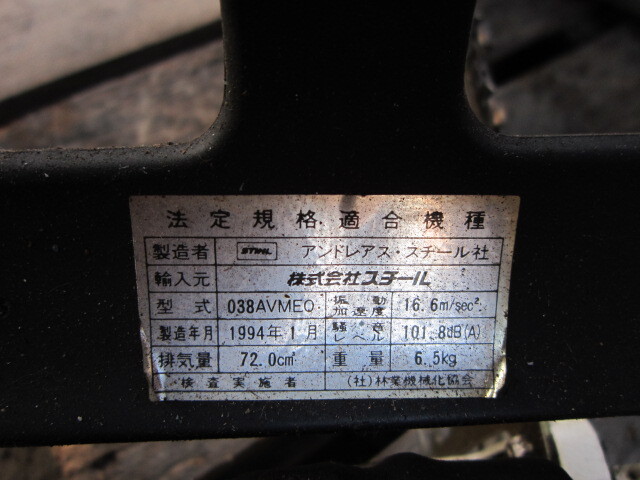 法定規格適合機種
製造者 STIHL アンドレアス・スチール社
輸入元 株式会社スチール
型式 038AVMEQ 振動加速度 16.6m/sec²
製造年月 1994年1月 騒音レベル 101.8dB(A)
排気量 72.0cm³ 重量 6.5kg
検査実施者 (社)林業機械化協会